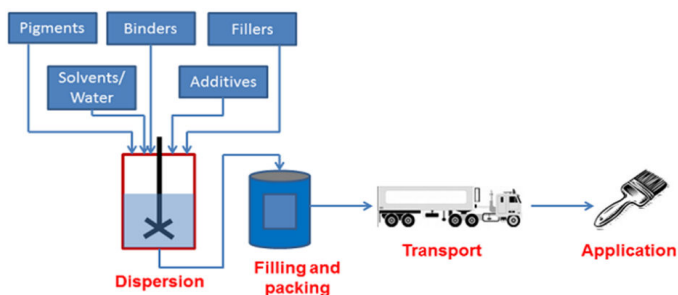 Pigments
Binders
Fillers
Solvents/
Water
Additives
Dispersion
Filling and
packing
Transport
Application